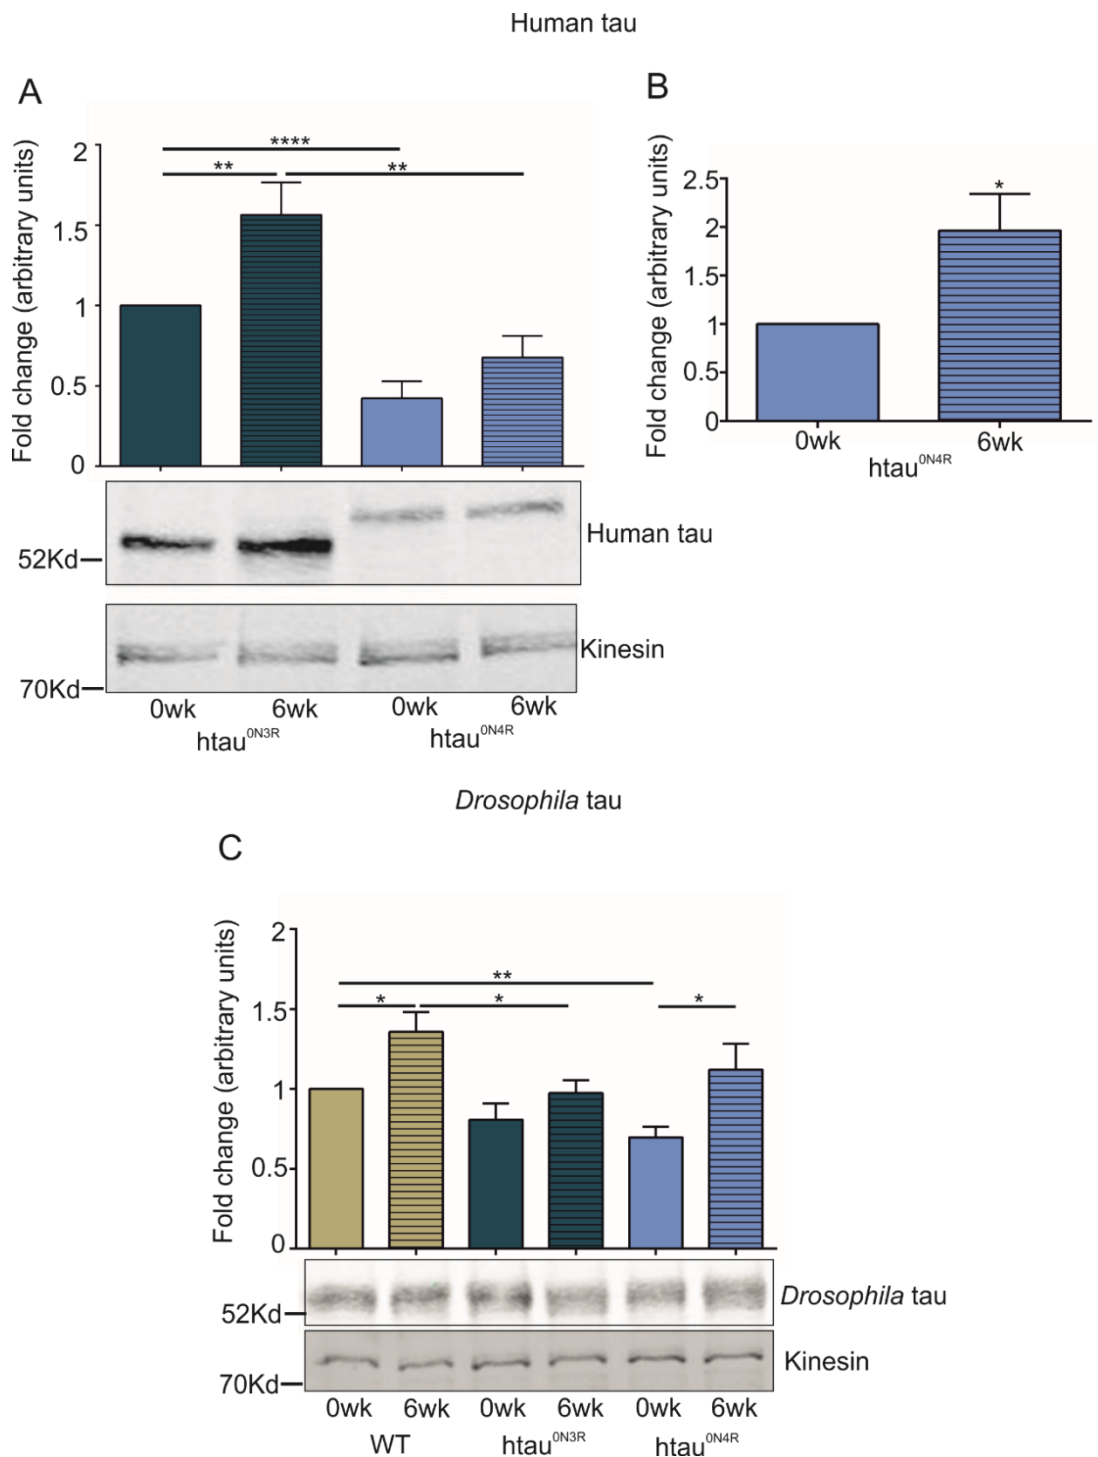 Human tau
A
Fold change (arbitrary units)
2
1.5
1
0.5
0
****
**
**
Human tau
52Kd
Kinesin
70Kd
0wk 6wk 0wk 6wk
htau0N3R htau0N4R
B
Fold change (arbitrary units)
2.5
2
1.5
1
0.5
0
*
0wk 6wk
htau0N4R
Drosophila tau
C
Fold change (arbitrary units)
2
1.5
1
0.5
0
**
* * *
Drosophila tau
52Kd
Kinesin
70Kd
0wk 6wk 0wk 6wk 0wk 6wk
WT htau0N3R htau0N4R